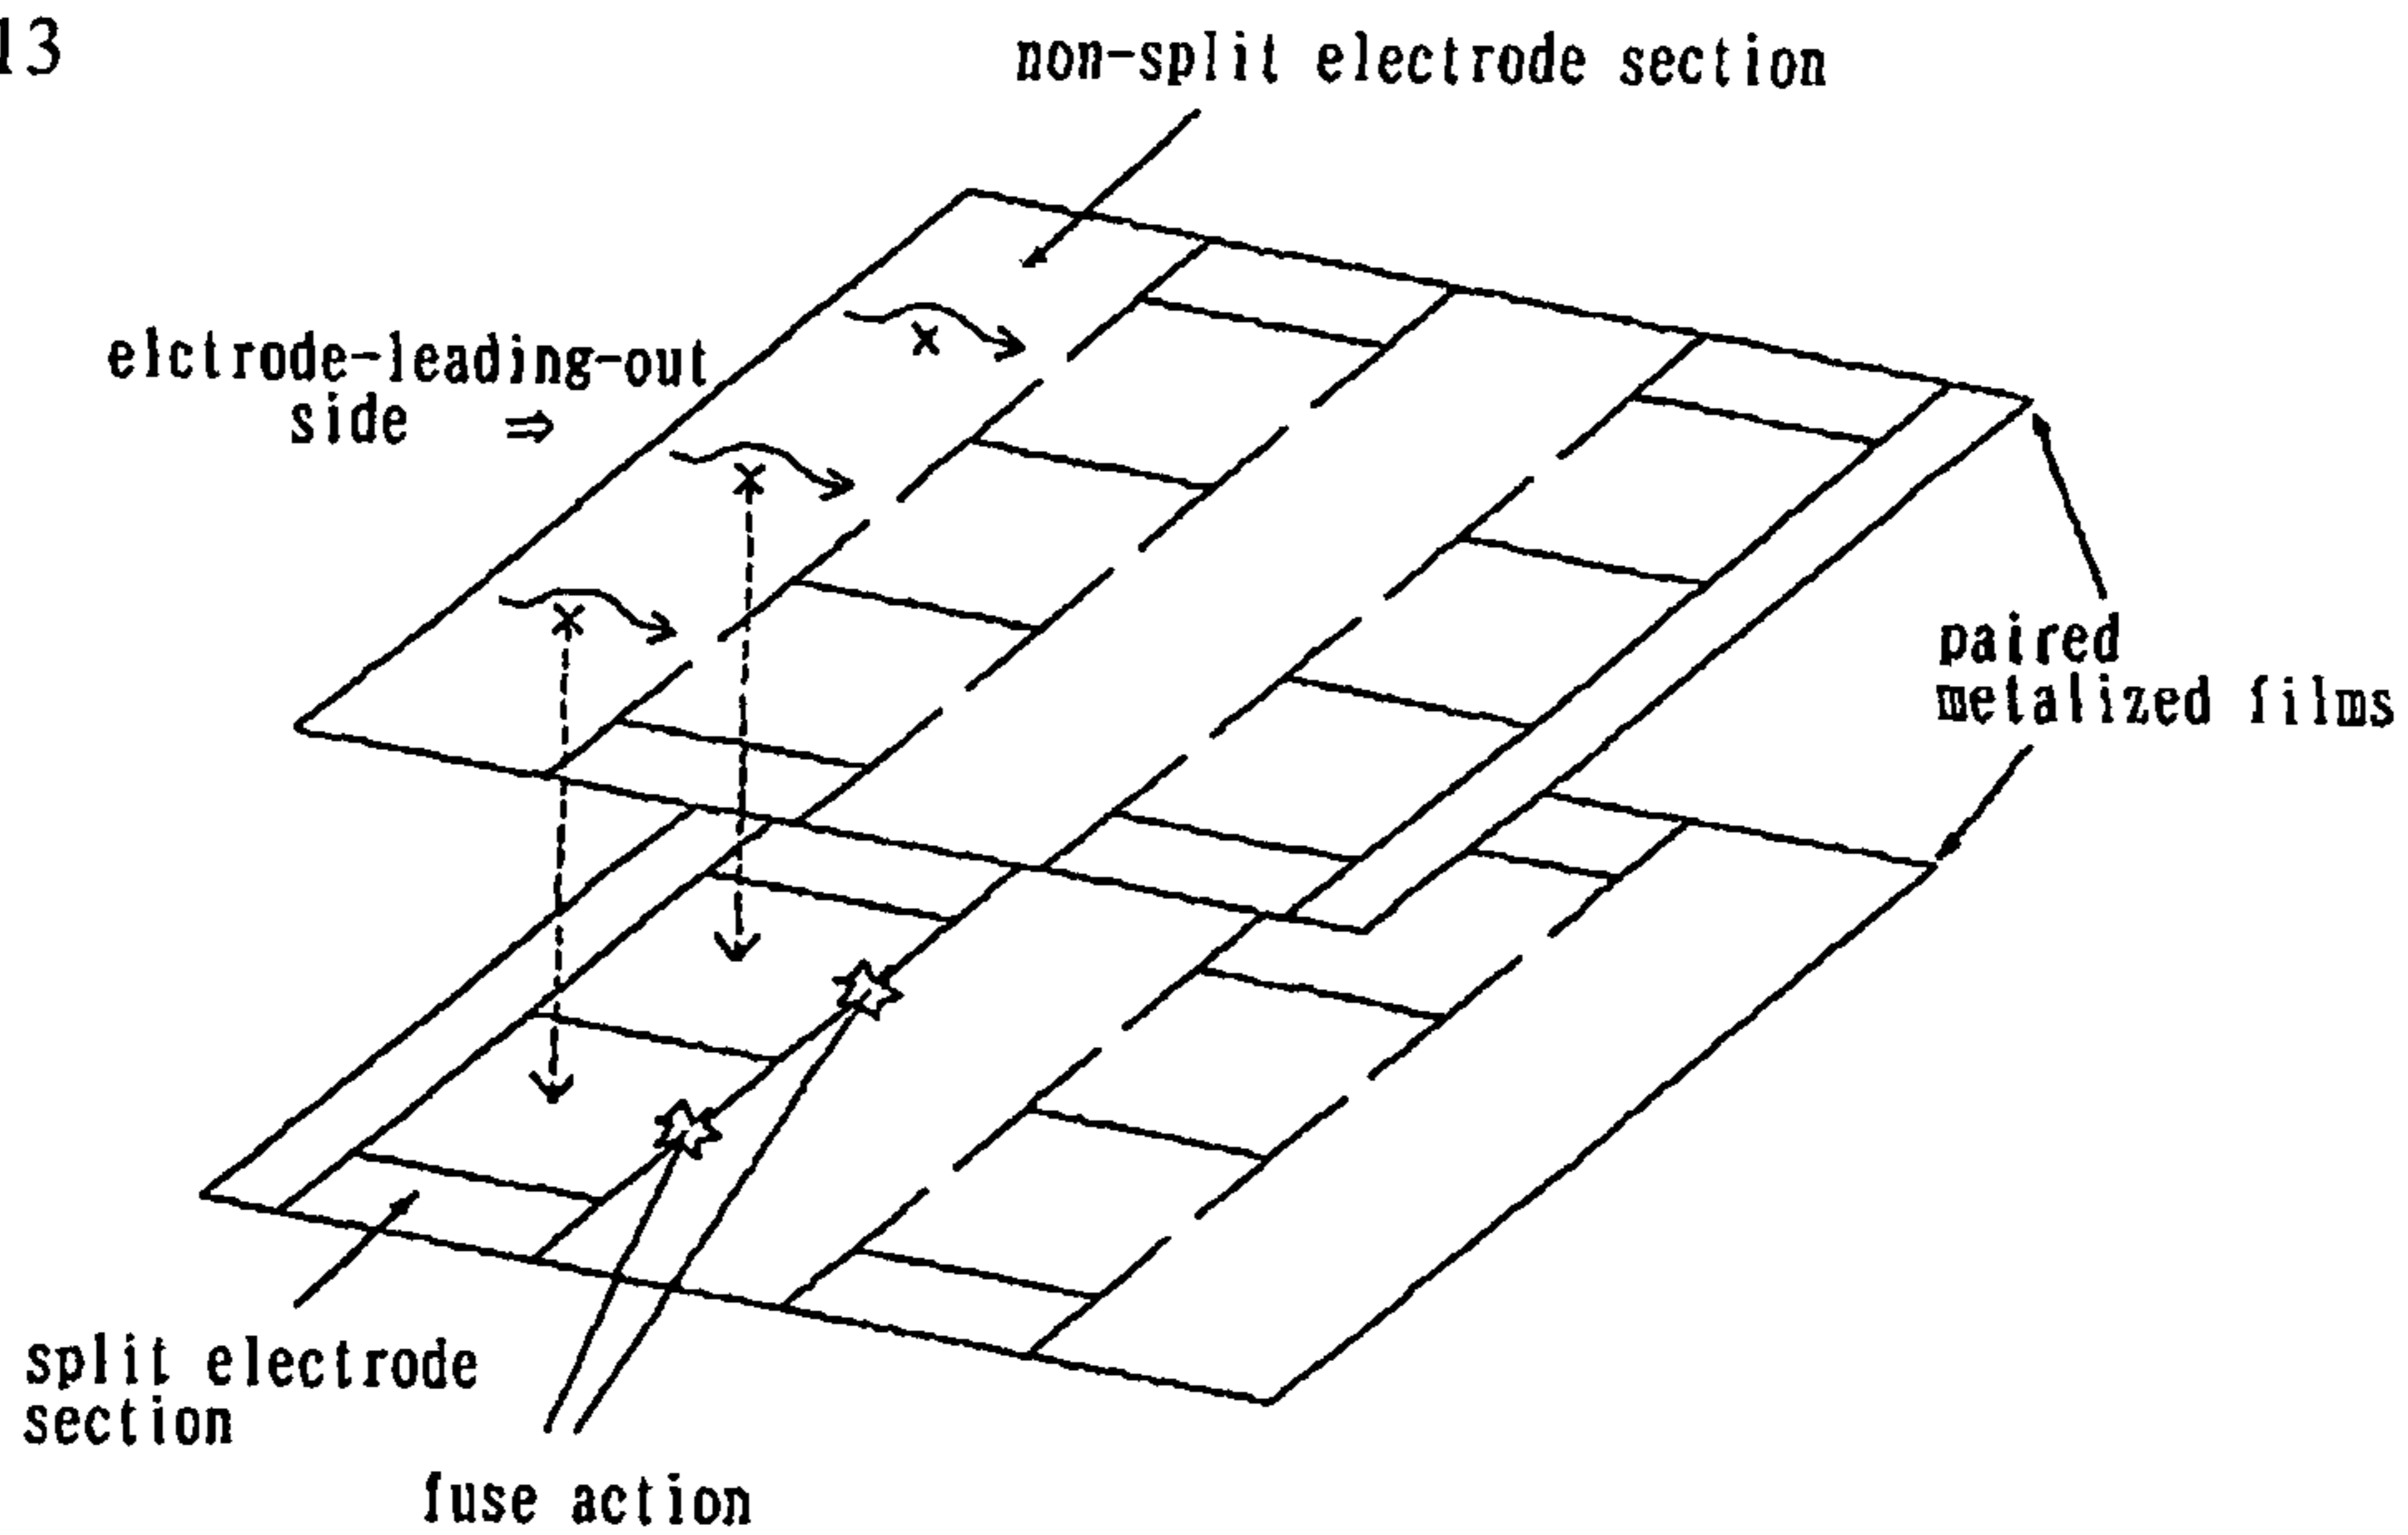 13
non-split electrode section
elctrode-leading-out
side ⇒
paired
metalized films
split electrode
section
fuse action